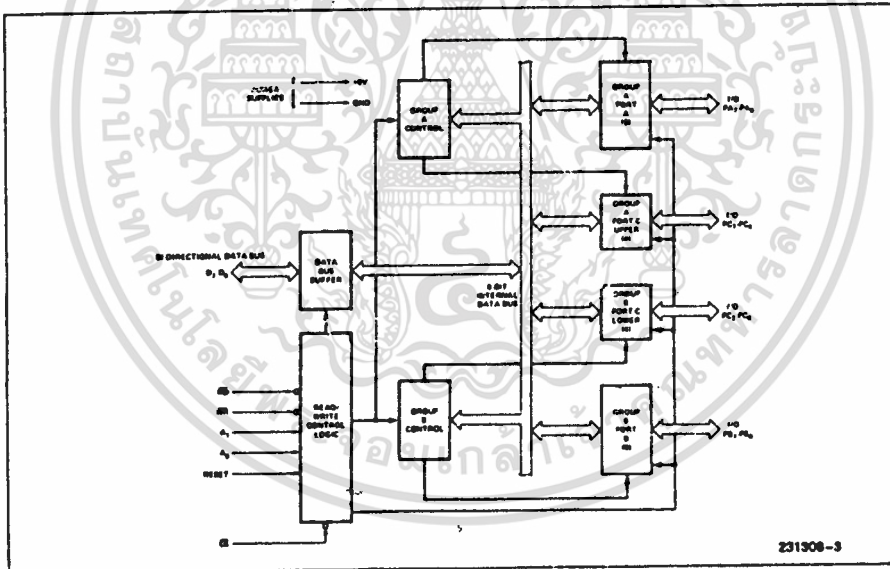 POWER
SUPPLIES
+5V
GND
GROUP
A
CONTROL
GROUP
A
PORT
A
(8)
I/O
PA7-PA0
GROUP
A
PORT C
UPPER
(4)
I/O
PC7-PC4
BI DIRECTIONAL DATA BUS
D7-D0
DATA
BUS
BUFFER
8-BIT
INTERNAL
DATA BUS
GROUP
B
PORT C
LOWER
(4)
I/O
PC3-PC0
RD
WR
A1
A0
RESET
READ/
WRITE
CONTROL
LOGIC
GROUP
B
CONTROL
GROUP
B
PORT
B
(8)
I/O
PB7-PB0
CS
231308-3